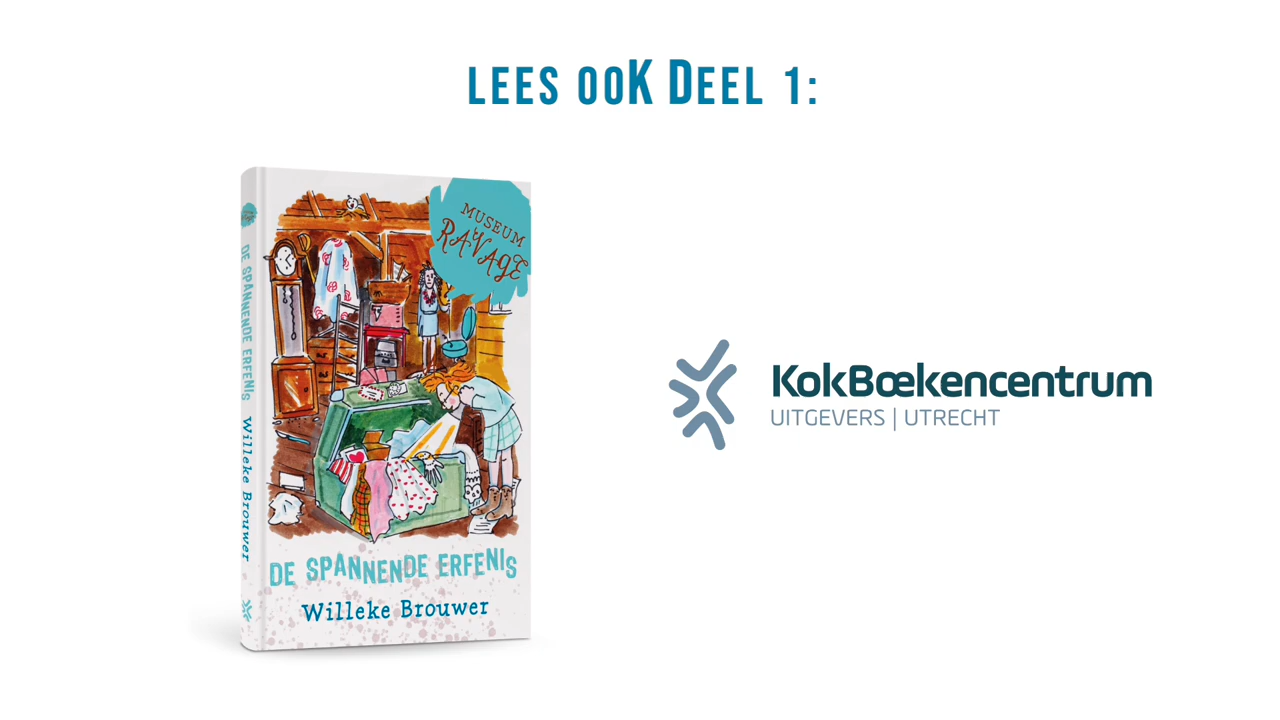 LEES OOK DEEL 1:
MUSEUM
RAVAGE
DE SPANNENDE ERFENIS Willeke Brouwer
DE SPANNENDE ERFENIS
Willeke Brouwer
KokBoekencentrum
UITGEVERS | UTRECHT